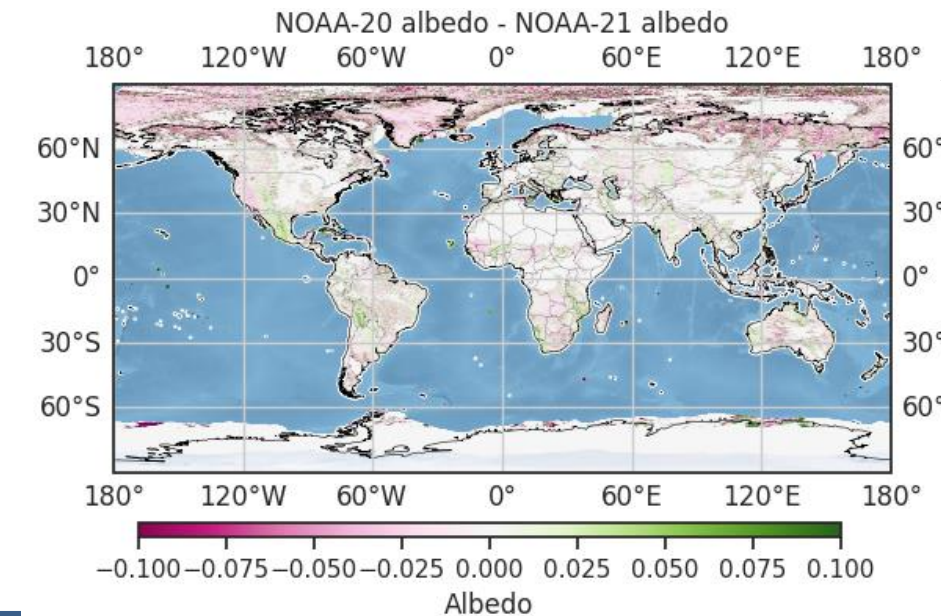 NOAA-20 albedo - NOAA-21 albedo
180° 120°W 60°W 0° 60°E 120°E 180°
60°N 60°
30°N 30°
0° 0°
30°S 30°
60°S 60°
180° 120°W 60°W 0° 60°E 120°E 180°
−0.100 −0.075 −0.050 −0.025 0.000 0.025 0.050 0.075 0.100
Albedo